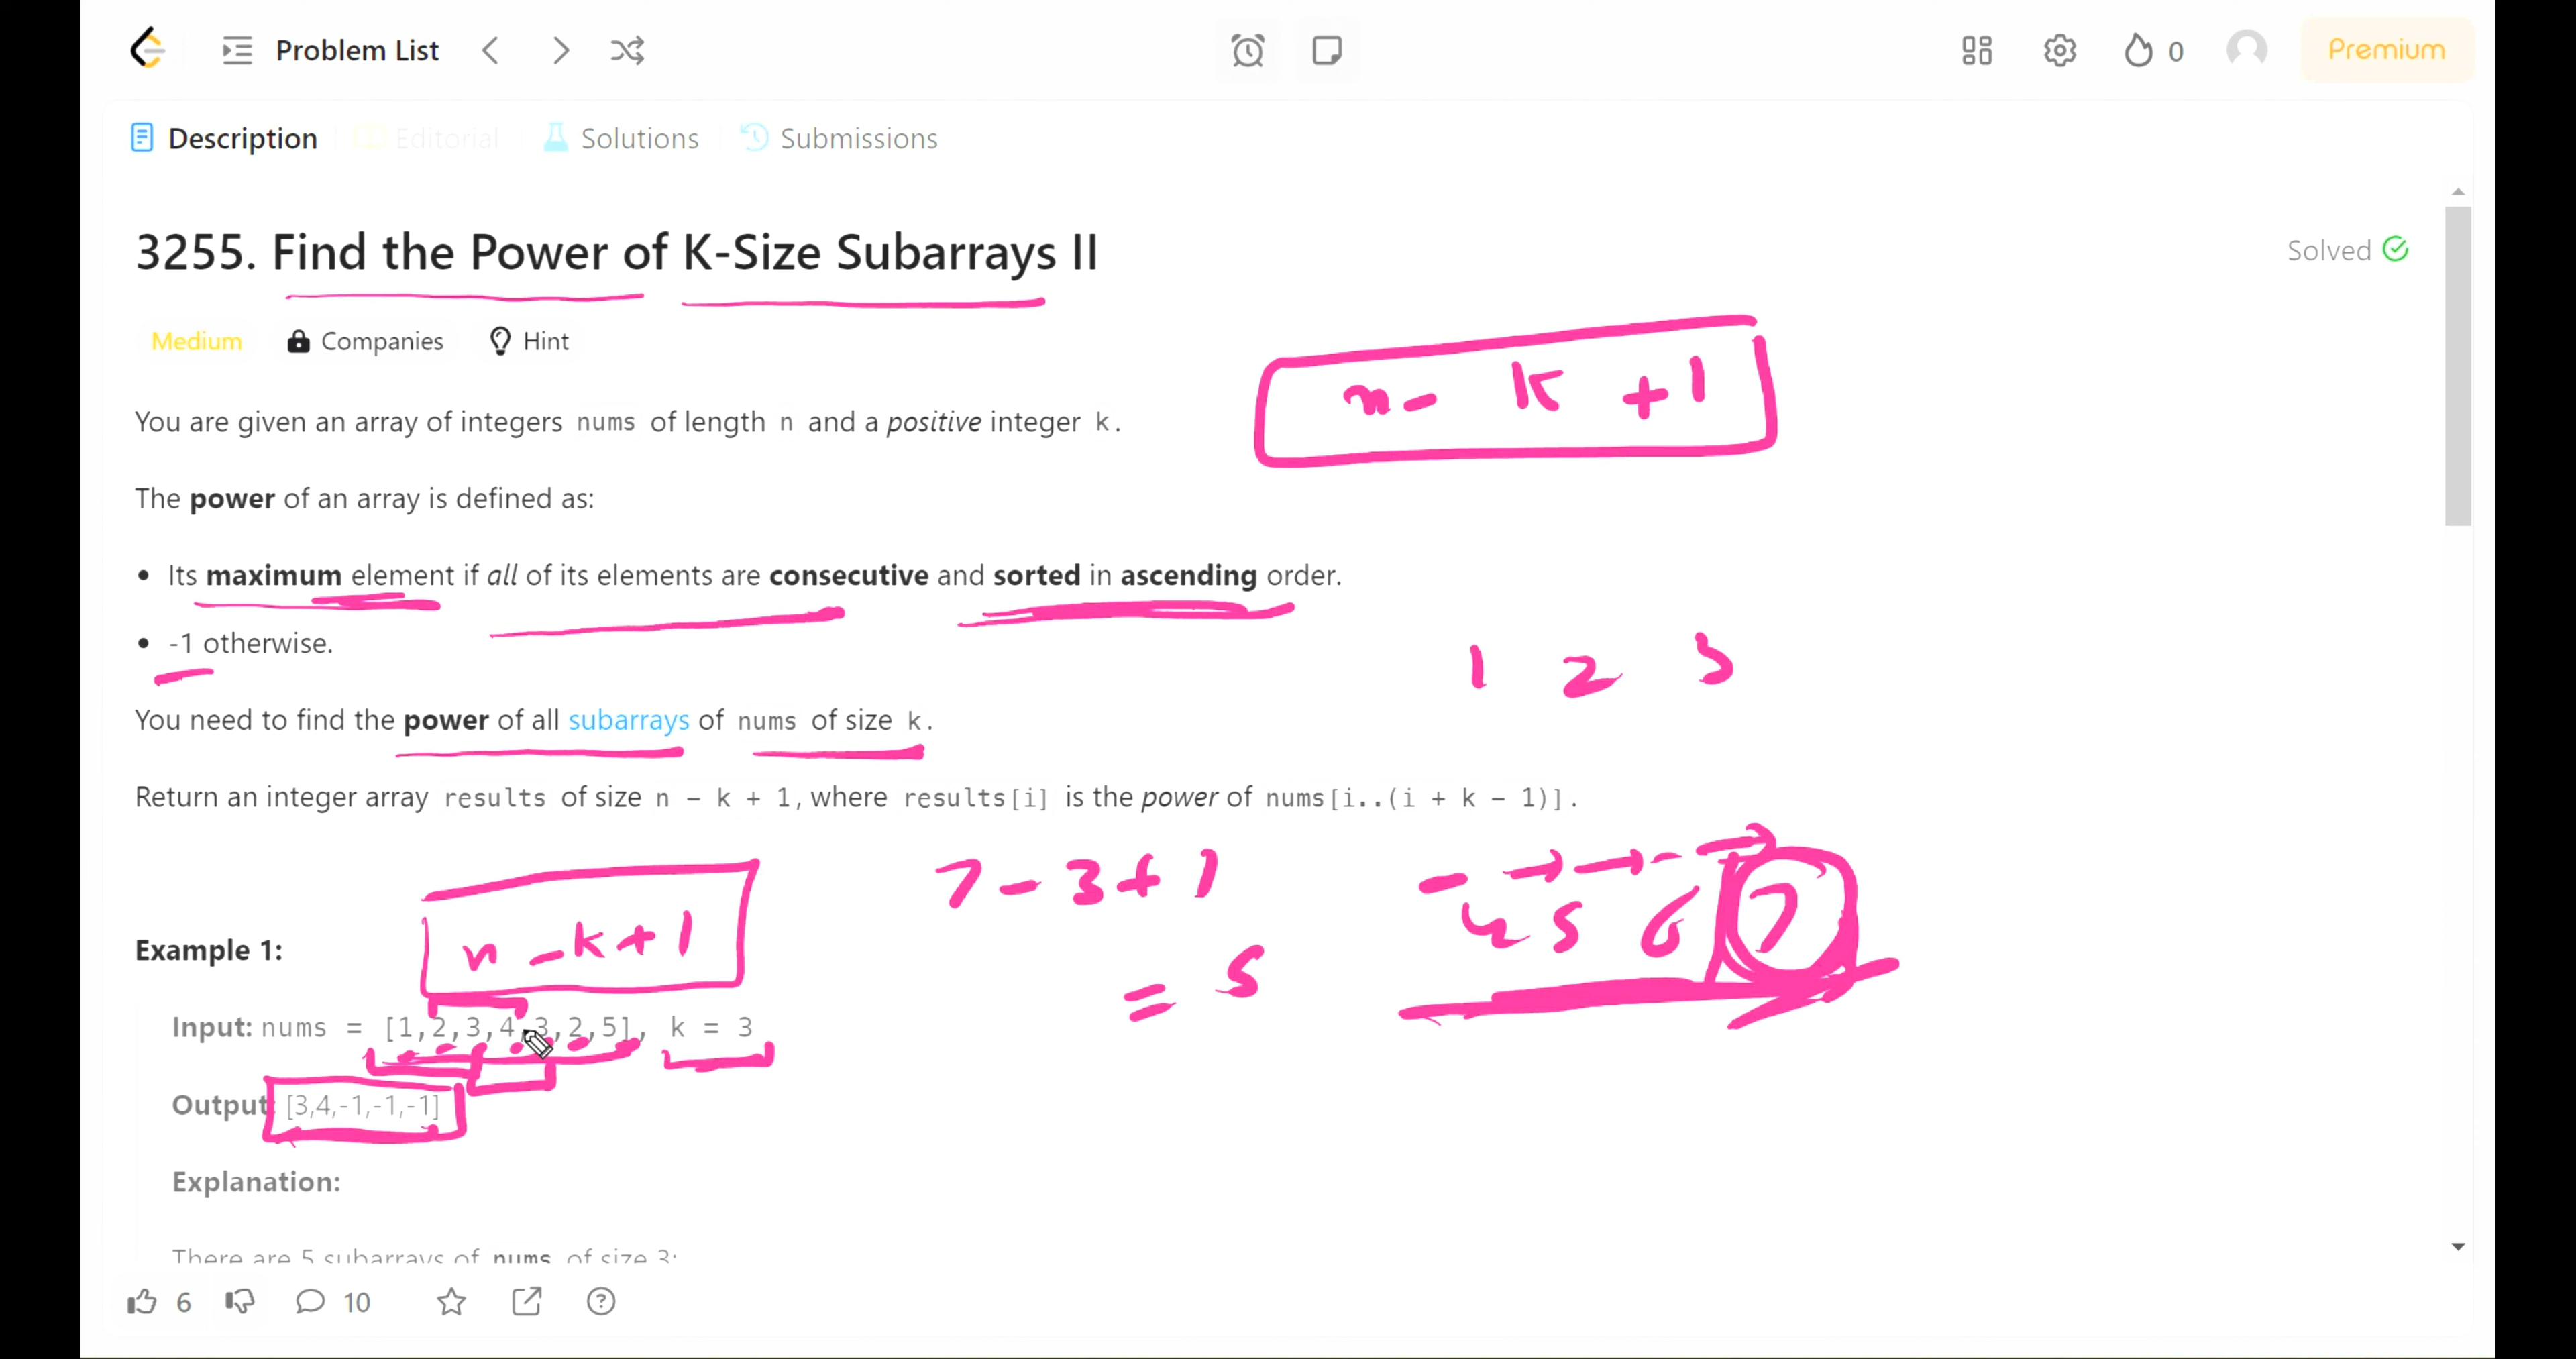 Problem List
0
Premium
Description
Editorial
Solutions
Submissions
3255. Find the Power of K-Size Subarrays II
Solved
Medium
Companies
Hint
n - k + 1
You are given an array of integers nums of length n and a positive integer k.
The power of an array is defined as:
• Its maximum element if all of its elements are consecutive and sorted in ascending order.
• -1 otherwise.
1 2 3
You need to find the power of all subarrays of nums of size k.
Return an integer array results of size n - k + 1, where results[i] is the power of nums[i..(i + k - 1)].
7 - 3 + 1
4 5 6 7
n - k + 1
= 5
Example 1:
Input: nums = [1,2,3,4,3,2,5], k = 3
Output: [3,4,-1,-1,-1]
Explanation:
There are 5 subarrays of nums of size 3:
6
10